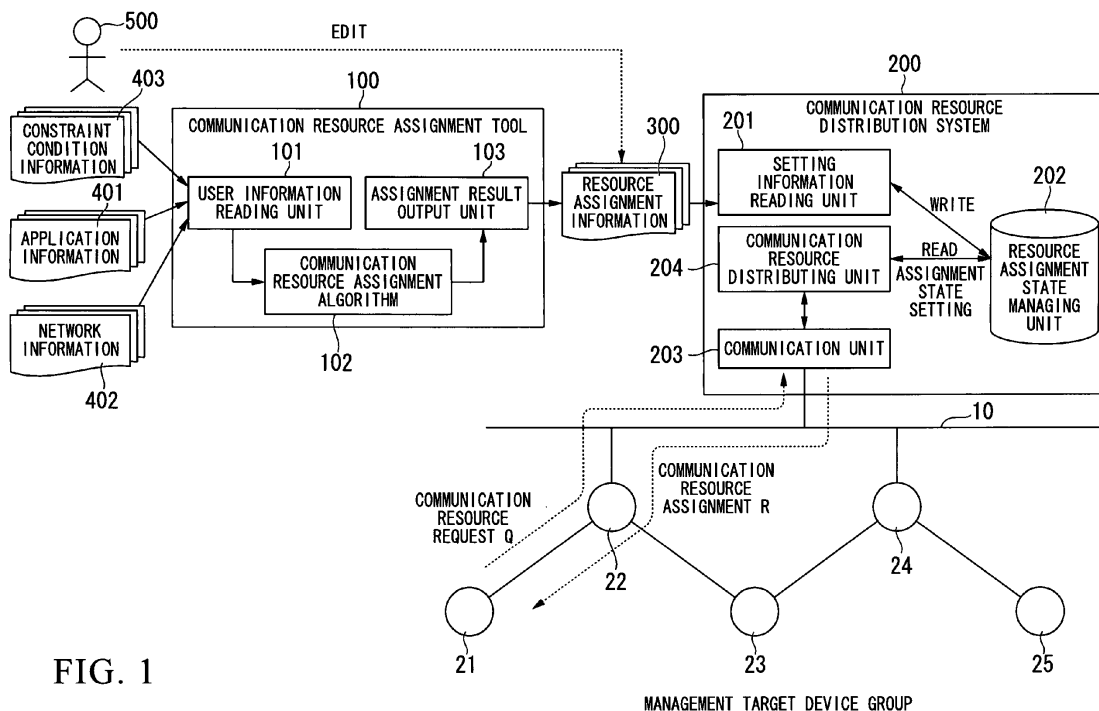 500
EDIT
403
CONSTRAINT
CONDITION
INFORMATION
401
APPLICATION
INFORMATION
NETWORK
INFORMATION
402
100
COMMUNICATION RESOURCE ASSIGNMENT TOOL
101
103
USER INFORMATION
READING UNIT
ASSIGNMENT RESULT
OUTPUT UNIT
COMMUNICATION
RESOURCE ASSIGNMENT
ALGORITHM
102
300
RESOURCE
ASSIGNMENT
INFORMATION
200
COMMUNICATION RESOURCE
DISTRIBUTION SYSTEM
201
SETTING
INFORMATION
READING UNIT
202
WRITE
204
COMMUNICATION
RESOURCE
DISTRIBUTING UNIT
READ
ASSIGNMENT
STATE
SETTING
RESOURCE
ASSIGNMENT
STATE
MANAGING
UNIT
203
COMMUNICATION UNIT
10
COMMUNICATION
RESOURCE
REQUEST Q
COMMUNICATION
RESOURCE
ASSIGNMENT R
22
24
21
23
25
FIG. 1
MANAGEMENT TARGET DEVICE GROUP